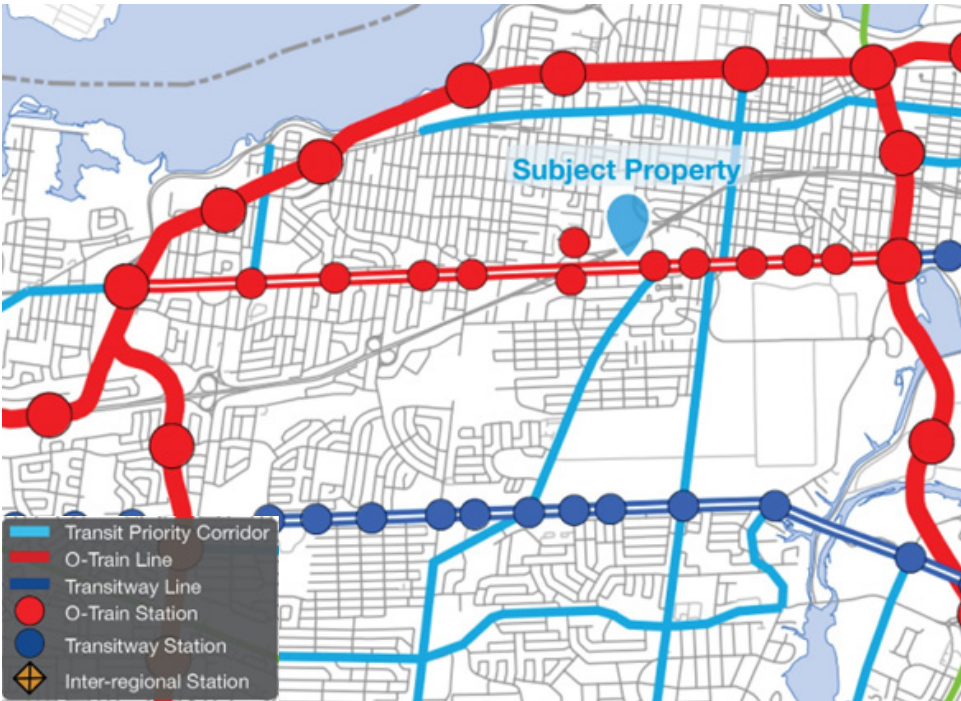 Subject Property
Transit Priority Corridor
O-Train Line
Transitway Line
O-Train Station
Transitway Station
Inter-regional Station